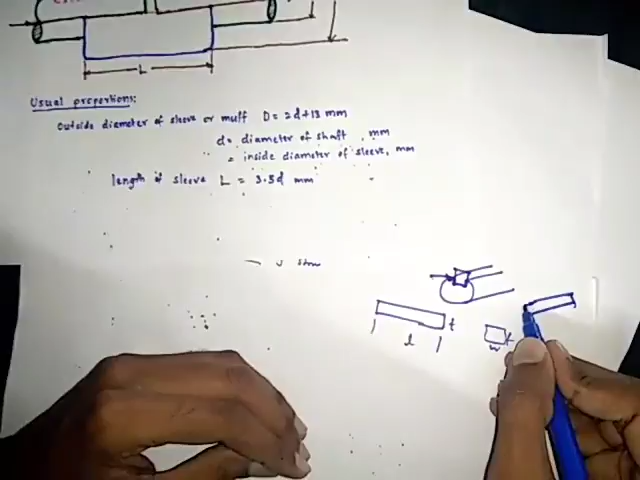 L
Usual proportions:
Outside diameter of sleeve or muff D = 2d+13 mm
d= diameter of shaft, mm
= inside diameter of sleeve, mm
length of sleeve L = 3.5d mm
t
l
w